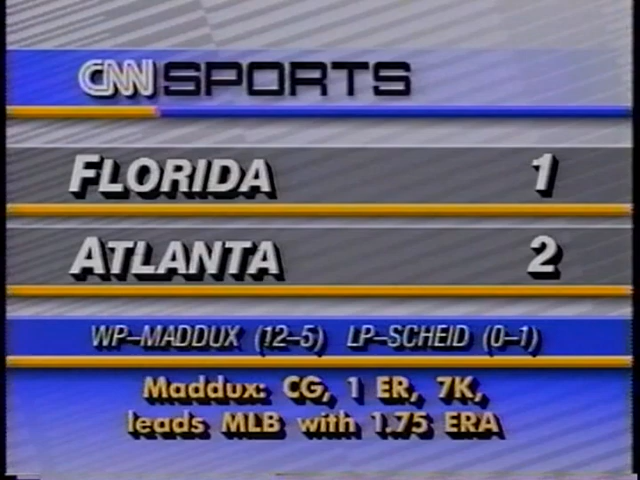 CNN SPORTS
FLORIDA 1
ATLANTA 2
WP–MADDUX (12–5) LP–SCHEID (0–1)
Maddux: CG, 1 ER, 7K,
leads MLB with 1.75 ERA